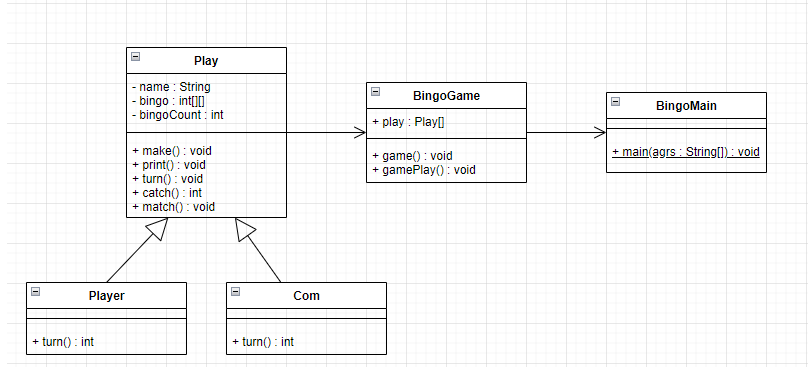 Play
- name : String
- bingo : int[][]
- bingoCount : int
+ make() : void
+ print() : void
+ turn() : void
+ catch() : int
+ match() : void
BingoGame
+ play : Play[]
+ game() : void
+ gamePlay() : void
BingoMain
+ main(agrs : String[]) : void
Player
+ turn() : int
Com
+ turn() : int